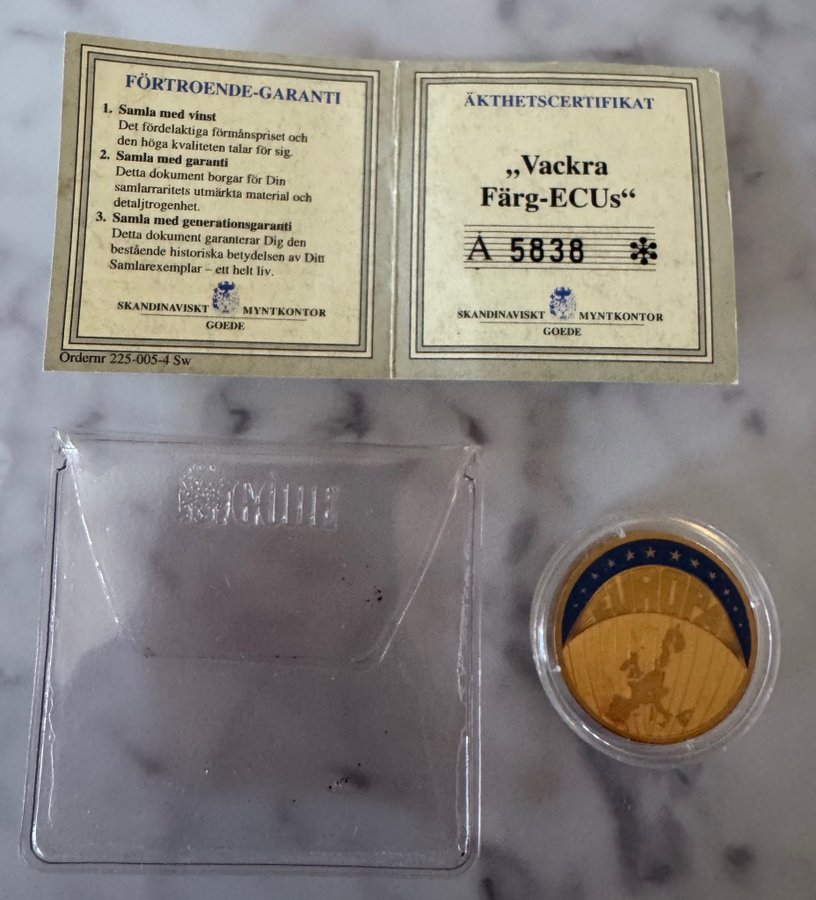 FÖRTROENDE-GARANTI
1. Samla med vinst
Det fördelaktiga förmånspriset och
den höga kvaliteten talar för sig.
2. Samla med garanti
Detta dokument borgar för Din
samlarraritets utmärkta material och
detaljtrogenhet.
3. Samla med generationsgaranti
Detta dokument garanterar Dig den
bestående historiska betydelsen av Ditt
Samlarexemplar – ett helt liv.
SKANDINAVISKT MYNTKONTOR
GOEDE
Ordernr 225-005-4 Sw
ÄKTHETSCERTIFIKAT
„Vackra
Färg-ECUs“
A 5838 *
SKANDINAVISKT MYNTKONTOR
GOEDE
EUROPA